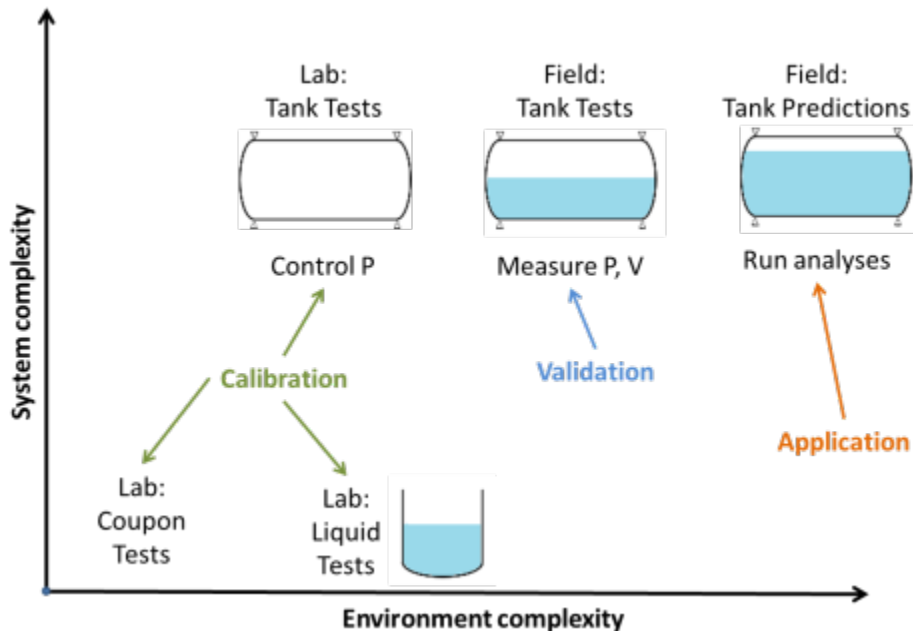 System complexity
Lab:
Tank Tests
Field:
Tank Tests
Field:
Tank Predictions
Control P
Measure P, V
Run analyses
Calibration
Validation
Application
Lab:
Coupon
Tests
Lab:
Liquid
Tests
Environment complexity